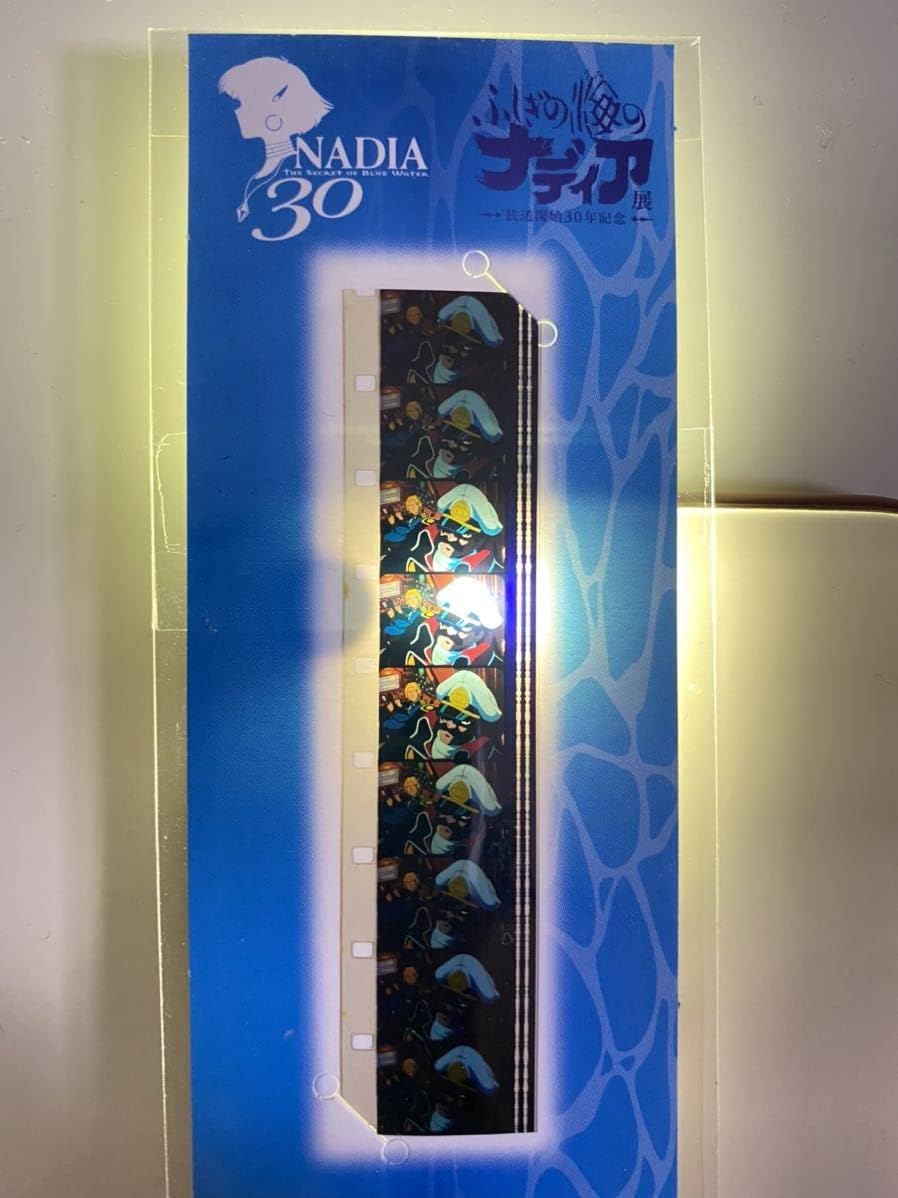 NADIA
THE SECRET OF BLUE WATER
30
ふしぎの海の
ナディア
展
放送開始30年記念